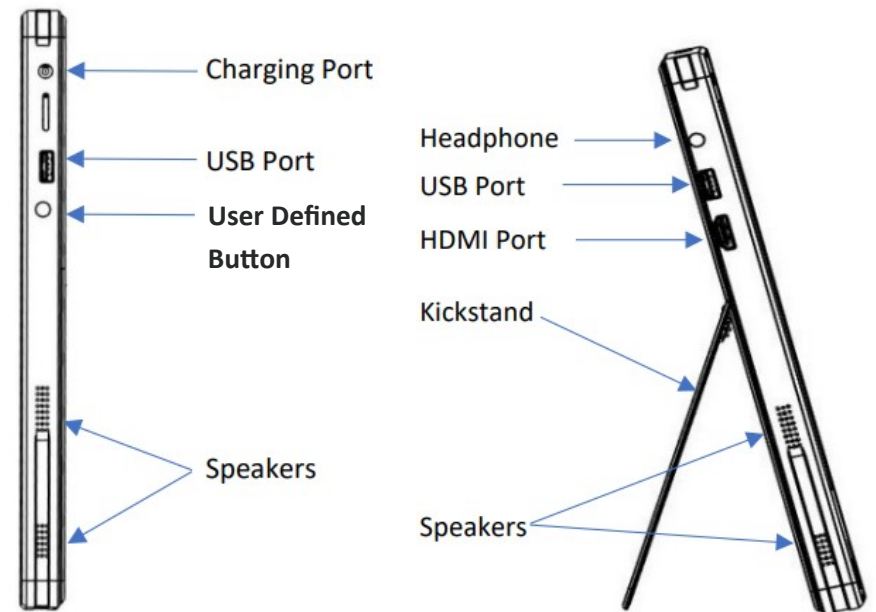 Charging Port
USB Port
User Defined
Button
Speakers
Headphone
USB Port
HDMI Port
Kickstand
Speakers